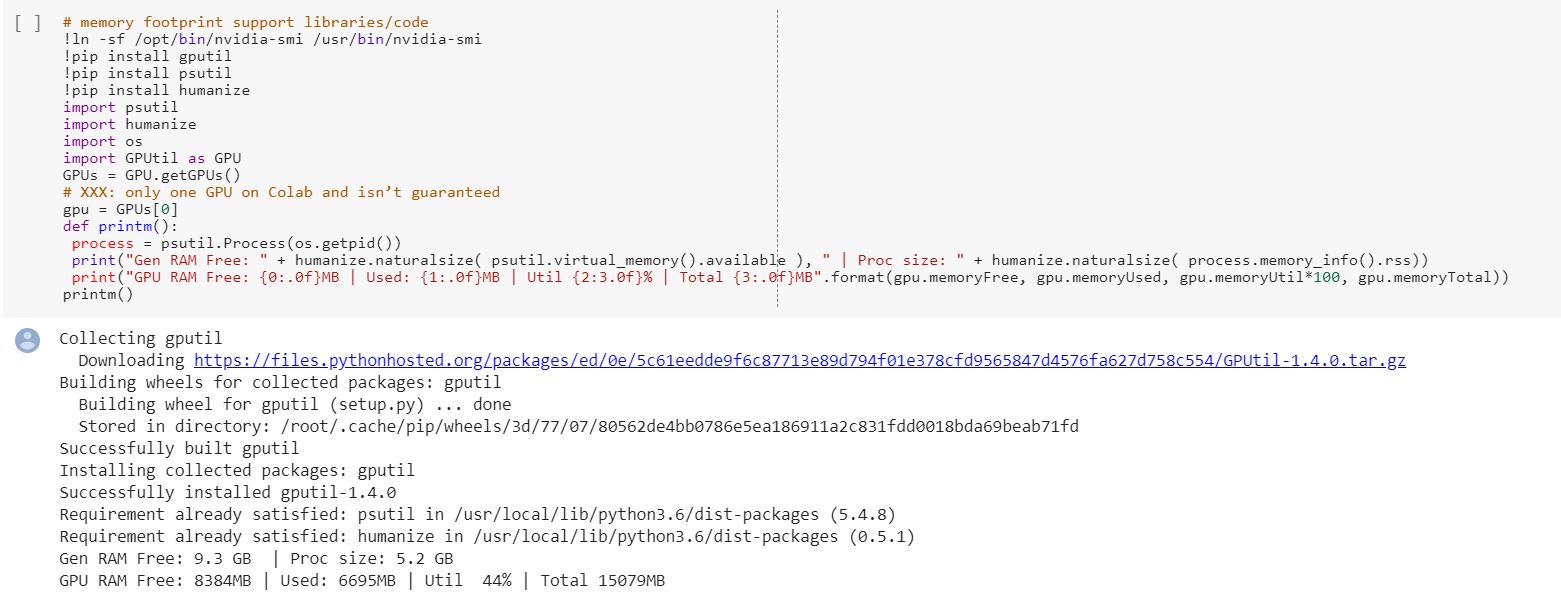 [ ] # memory footprint support libraries/code
!ln -sf /opt/bin/nvidia-smi /usr/bin/nvidia-smi
!pip install gputil
!pip install psutil
!pip install humanize
import psutil
import humanize
import os
import GPUtil as GPU
GPUs = GPU.getGPUs()
# XXX: only one GPU on Colab and isn’t guaranteed
gpu = GPUs[0]
def printm():
 process = psutil.Process(os.getpid())
 print("Gen RAM Free: " + humanize.naturalsize( psutil.virtual_memory().available ), " | Proc size: " + humanize.naturalsize( process.memory_info().rss))
 print("GPU RAM Free: {0:.0f}MB | Used: {1:.0f}MB | Util {2:3.0f}% | Total {3:.0f}MB".format(gpu.memoryFree, gpu.memoryUsed, gpu.memoryUtil*100, gpu.memoryTotal))
printm()
Collecting gputil
  Downloading https://files.pythonhosted.org/packages/ed/0e/5c61eedde9f6c87713e89d794f01e378cfd9565847d4576fa627d758c554/GPUtil-1.4.0.tar.gz
Building wheels for collected packages: gputil
  Building wheel for gputil (setup.py) ... done
  Stored in directory: /root/.cache/pip/wheels/3d/77/07/80562de4bb0786e5ea186911a2c831fdd0018bda69beab71fd
Successfully built gputil
Installing collected packages: gputil
Successfully installed gputil-1.4.0
Requirement already satisfied: psutil in /usr/local/lib/python3.6/dist-packages (5.4.8)
Requirement already satisfied: humanize in /usr/local/lib/python3.6/dist-packages (0.5.1)
Gen RAM Free: 9.3 GB  | Proc size: 5.2 GB
GPU RAM Free: 8384MB | Used: 6695MB | Util  44% | Total 15079MB